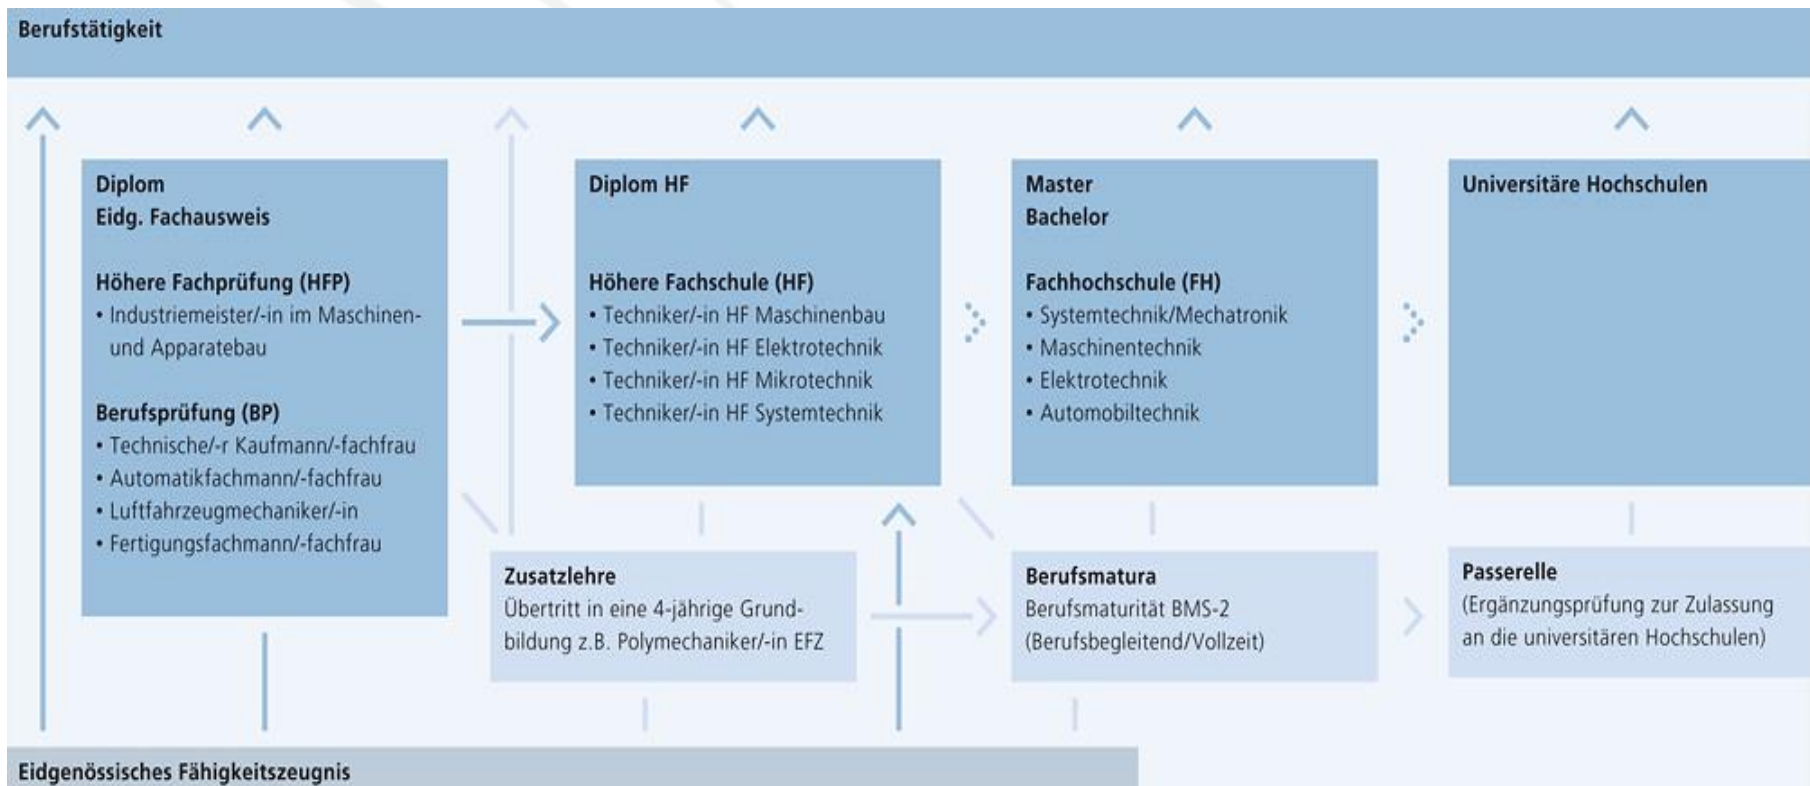 Berufstätigkeit
Diplom
Eidg. Fachausweis
Höhere Fachprüfung (HFP)
• Industriemeister/-in im Maschinen-
und Apparatebau
Berufsprüfung (BP)
• Technische/-r Kaufmann/-fachfrau
• Automatikfachmann/-fachfrau
• Luftfahrzeugmechaniker/-in
• Fertigungsfachmann/-fachfrau
Diplom HF
Höhere Fachschule (HF)
• Techniker/-in HF Maschinenbau
• Techniker/-in HF Elektrotechnik
• Techniker/-in HF Mikrotechnik
• Techniker/-in HF Systemtechnik
Master
Bachelor
Fachhochschule (FH)
• Systemtechnik/Mechatronik
• Maschinentechnik
• Elektrotechnik
• Automobiltechnik
Universitäre Hochschulen
Zusatzlehre
Übertritt in eine 4-jährige Grund-
bildung z.B. Polymechaniker/-in EFZ
Berufsmatura
Berufsmaturität BMS-2
(Berufsbegleitend/Vollzeit)
Passerelle
(Ergänzungsprüfung zur Zulassung
an die universitären Hochschulen)
Eidgenössisches Fähigkeitszeugnis